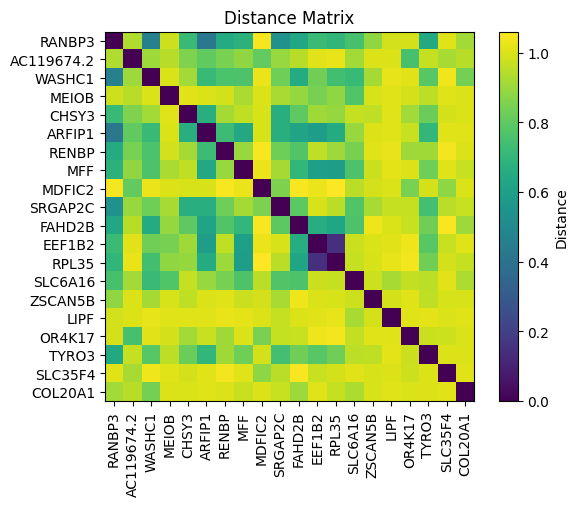 Distance Matrix
RANBP3
AC119674.2
WASHC1
MEIOB
CHSY3
ARFIP1
RENBP
MFF
MDFIC2
SRGAP2C
FAHD2B
EEF1B2
RPL35
SLC6A16
ZSCAN5B
LIPF
OR4K17
TYRO3
SLC35F4
COL20A1
RANBP3
AC119674.2
WASHC1
MEIOB
CHSY3
ARFIP1
RENBP
MFF
MDFIC2
SRGAP2C
FAHD2B
EEF1B2
RPL35
SLC6A16
ZSCAN5B
LIPF
OR4K17
TYRO3
SLC35F4
COL20A1
1.0
0.8
0.6
0.4
0.2
0.0
Distance